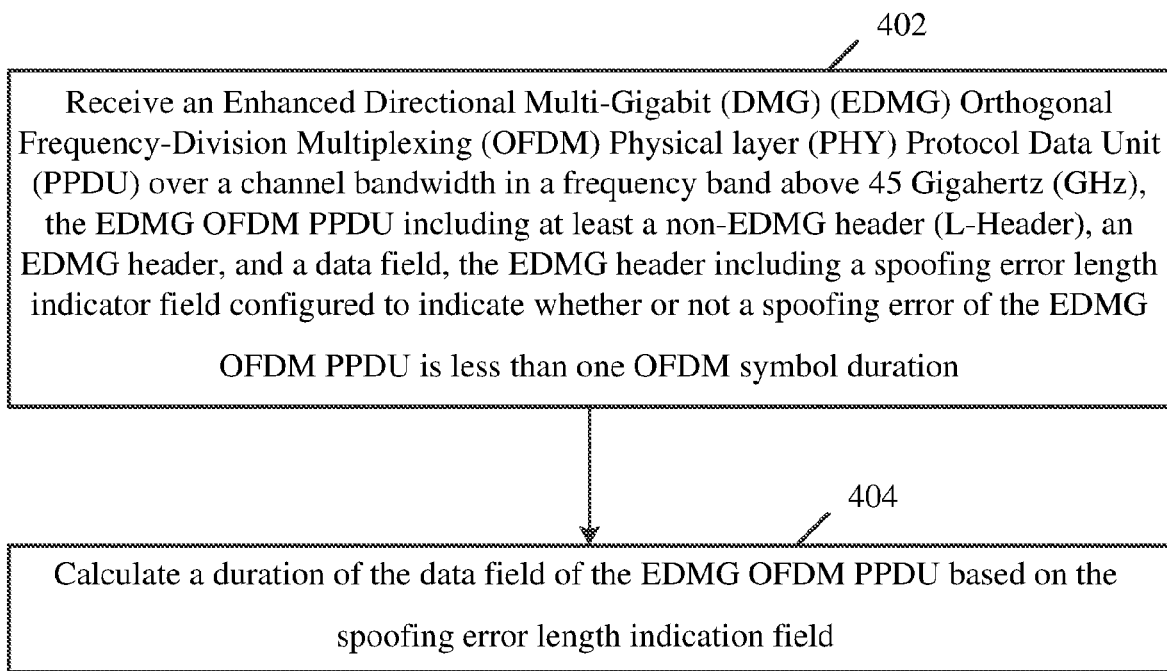 402
Receive an Enhanced Directional Multi-Gigabit (DMG) (EDMG) Orthogonal
Frequency-Division Multiplexing (OFDM) Physical layer (PHY) Protocol Data Unit
(PPDU) over a channel bandwidth in a frequency band above 45 Gigahertz (GHz),
the EDMG OFDM PPDU including at least a non-EDMG header (L-Header), an
EDMG header, and a data field, the EDMG header including a spoofing error length
indicator field configured to indicate whether or not a spoofing error of the EDMG
OFDM PPDU is less than one OFDM symbol duration
404
Calculate a duration of the data field of the EDMG OFDM PPDU based on the
spoofing error length indication field